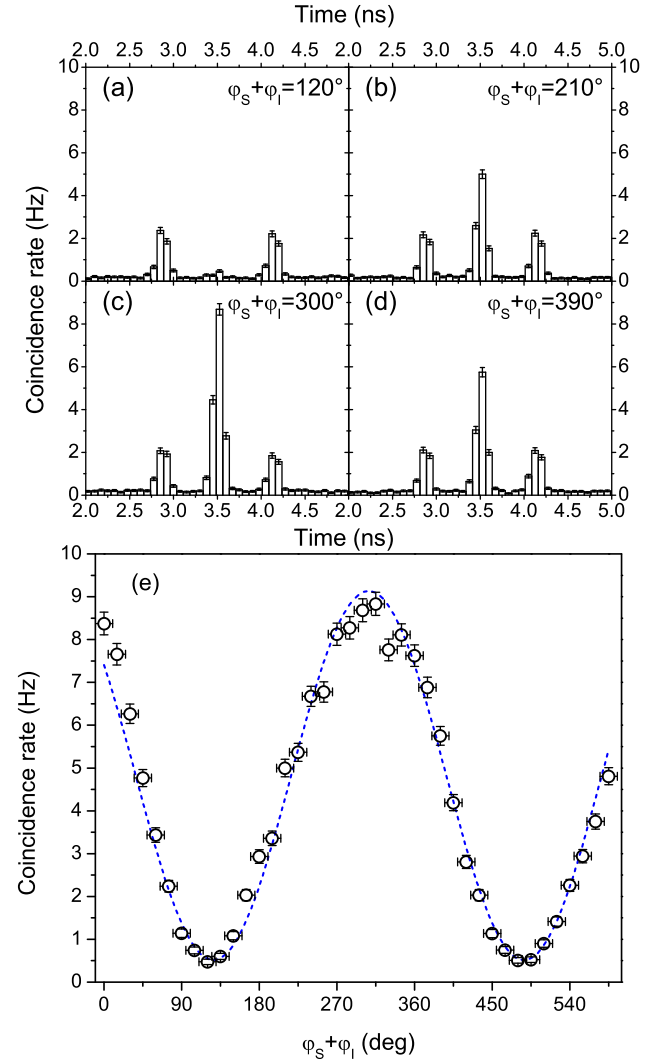 Time (ns)
2.0 2.5 3.0 3.5 4.0 4.5 2.0 2.5 3.0 3.5 4.0 4.5 5.0
10 10
(a) φS+φI=120° (b) φS+φI=210°
8 8
6 6
4 4
2 2
0 0
Coincidence rate (Hz)
(c) φS+φI=300° (d) φS+φI=390°
8 8
6 6
4 4
2 2
0 0
2.0 2.5 3.0 3.5 4.0 4.5 2.0 2.5 3.0 3.5 4.0 4.5 5.0
Time (ns)
10
(e)
9
8
7
6
5
4
3
2
1
0
Coincidence rate (Hz)
0 90 180 270 360 450 540
φS+φI (deg)